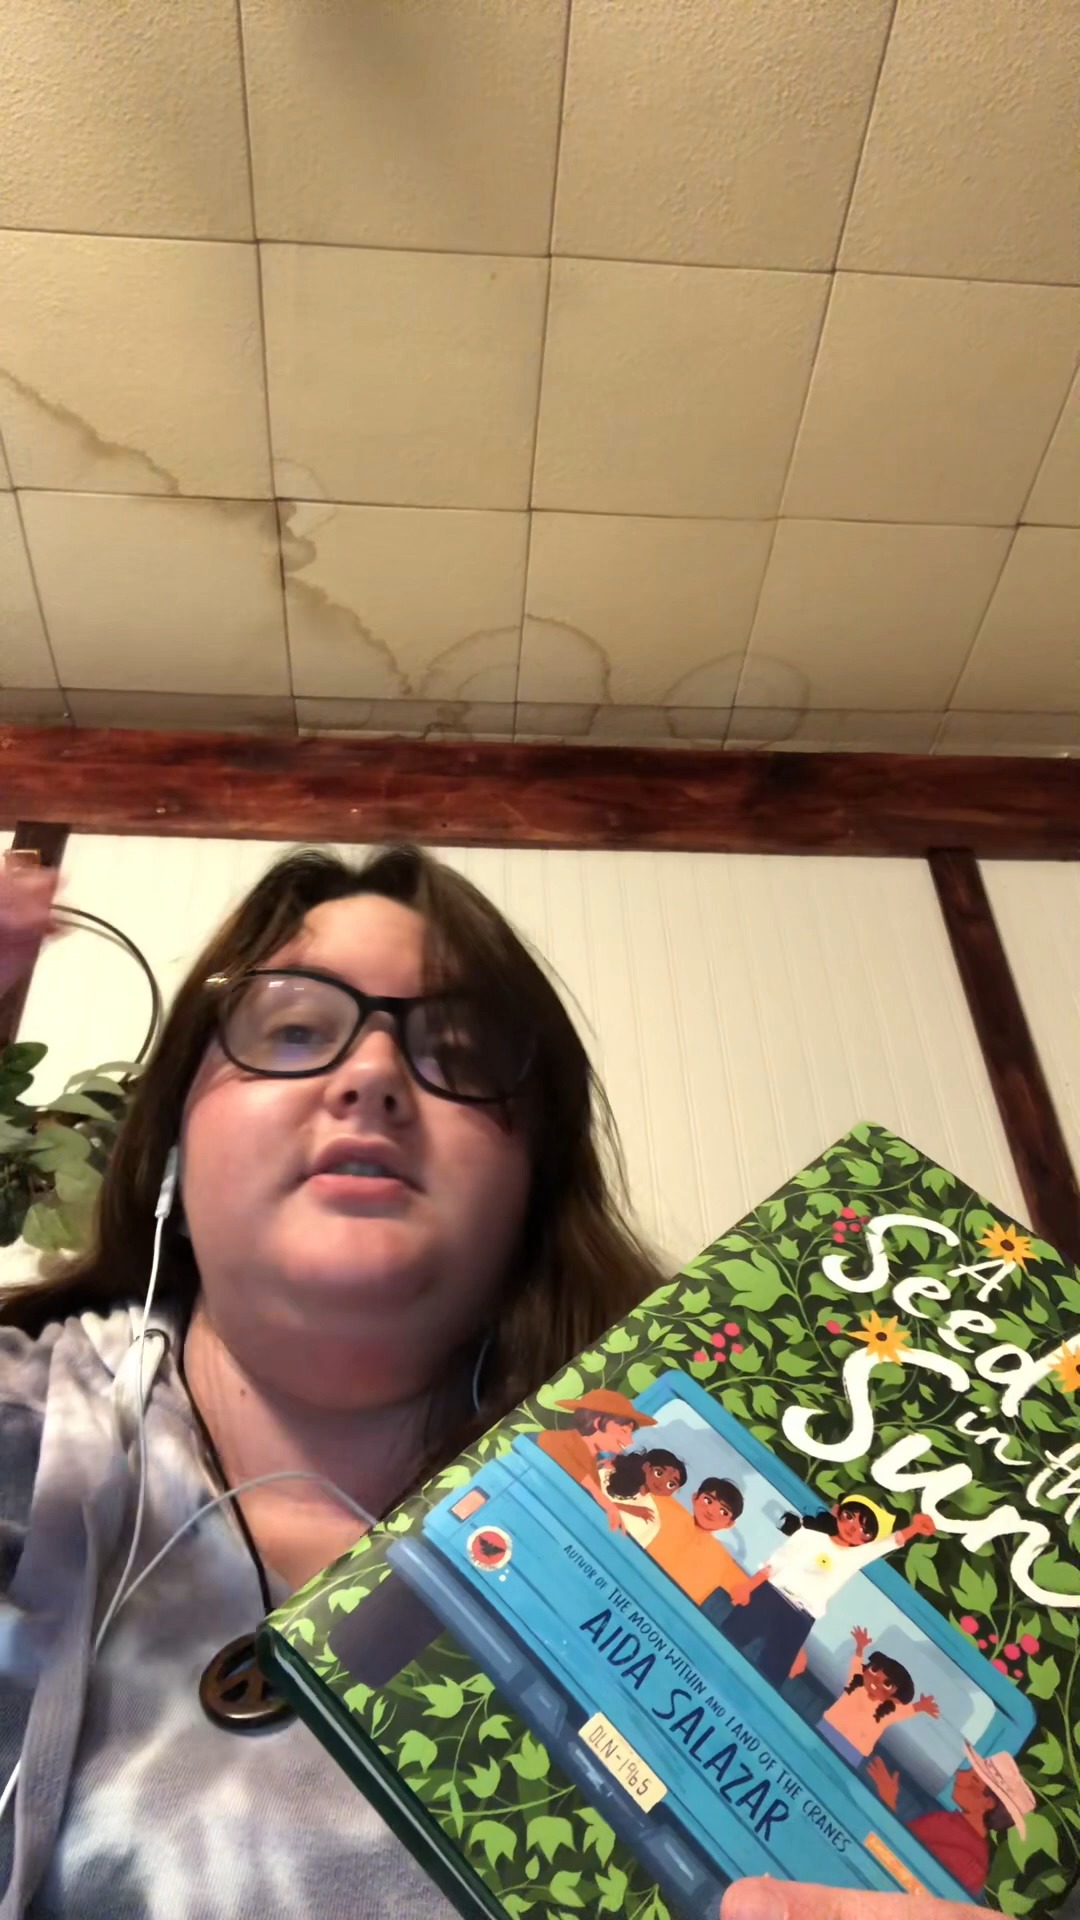 A
Seed
in the
Sun
AUTHOR OF THE MOON WITHIN AND LAND OF THE CRANES
AIDA SALAZAR
DLN-1965